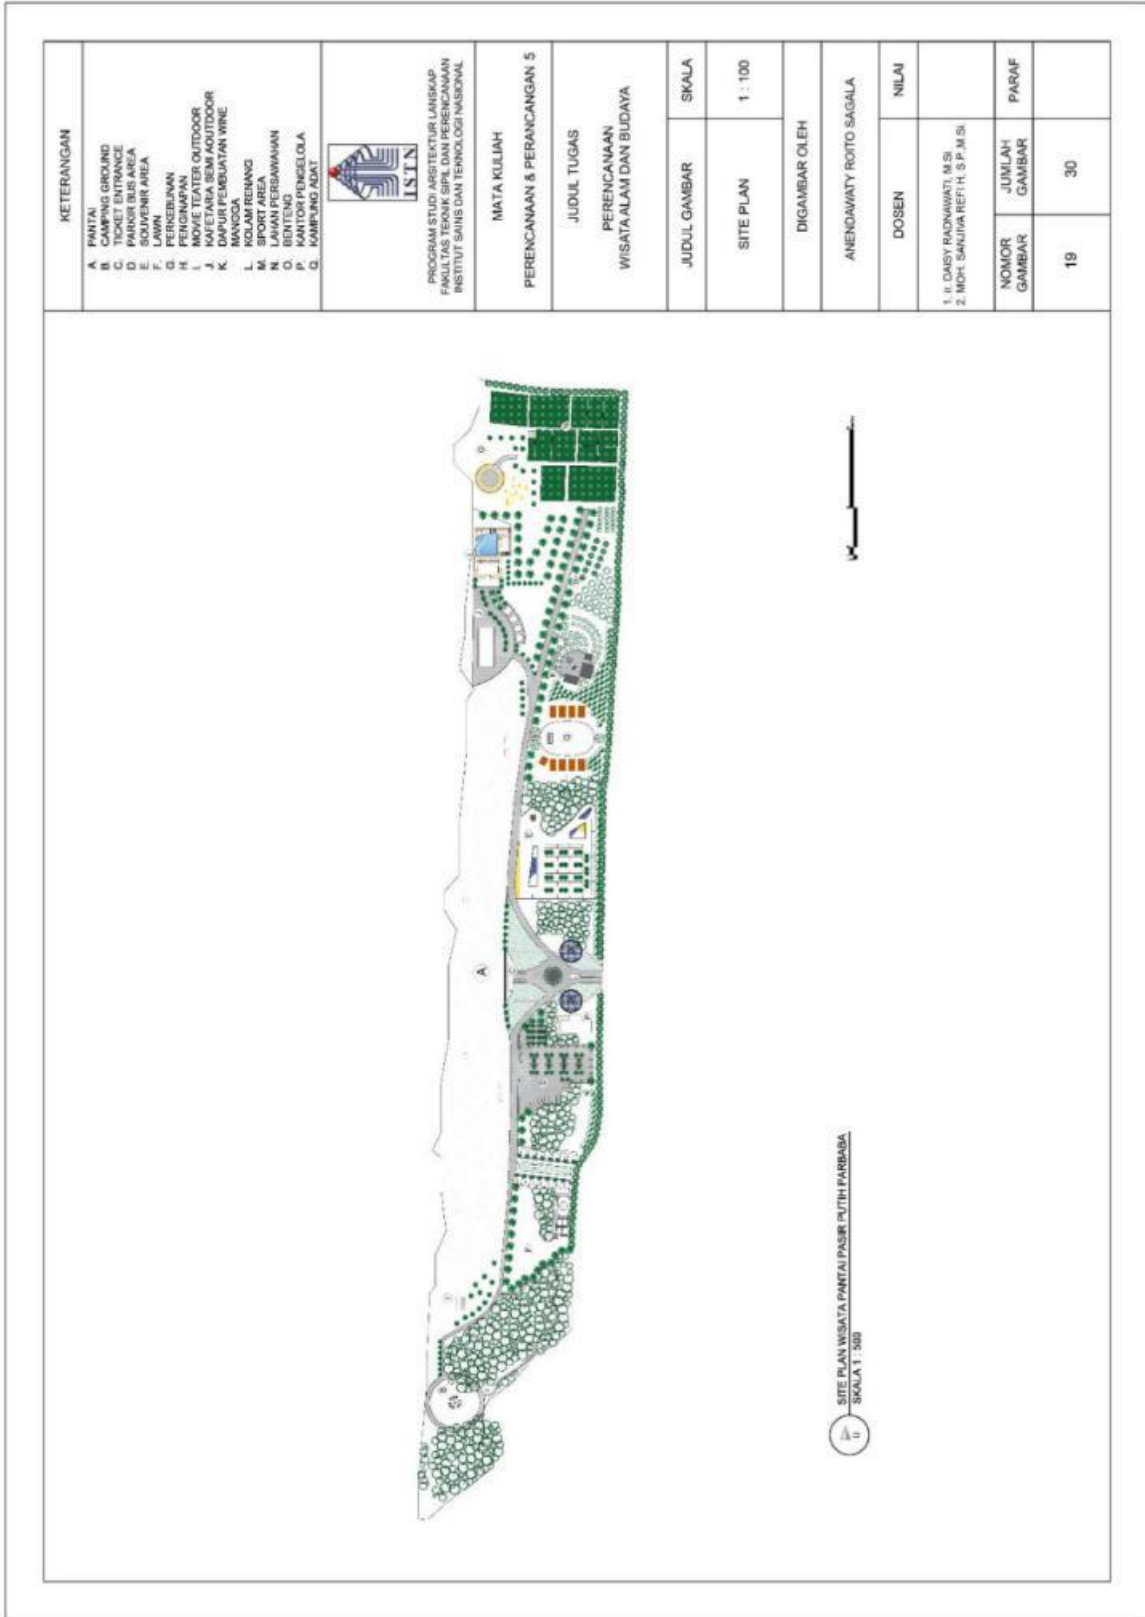 KETERANGAN
A. PANTAI
B. CAMPING GROUND
C. TICKET ENTRANCE
D. PARKIR BUS AREA
E. SOUVENIR AREA
F. LAWN
G. PERKEBUNAN
H. PENGINAPAN
I. MOVIE TEATER OUTDOOR
J. KAFETARIA SEMI AOUTDOOR
K. DAPUR PEMBUATAN WINE
MANGGA
L. KOLAM RENANG
M. SPORT AREA
N. LAHAN PERSAWAHAN
O. BENTENG
P. KANTOR PENGELOLA
Q. KAMPUNG ADAT
ISTN
PROGRAM STUDI ARSITEKTUR LANSKAP
FAKULTAS TEKNIK SIPIL DAN PERENCANAAN
INSTITUT SAINS DAN TEKNOLOGI NASIONAL
MATA KULIAH
PERENCANAAN & PERANCANGAN 5
JUDUL TUGAS
PERENCANAAN
WISATA ALAM DAN BUDAYA
JUDUL GAMBAR
SKALA
SITE PLAN
1 : 100
DIGAMBAR OLEH
ANENDAWATY ROITO SAGALA
DOSEN
NILAI
1. Ir. DAISY RADNAWATI, M.SI
2. MOH. SANJIVA REFI H. S.P.,M.SI
NOMOR
GAMBAR
JUMLAH
GAMBAR
PARAF
19
30
A
SITE PLAN WISATA PANTAI PASIR PUTIH PARBABA
SKALA 1 : 500